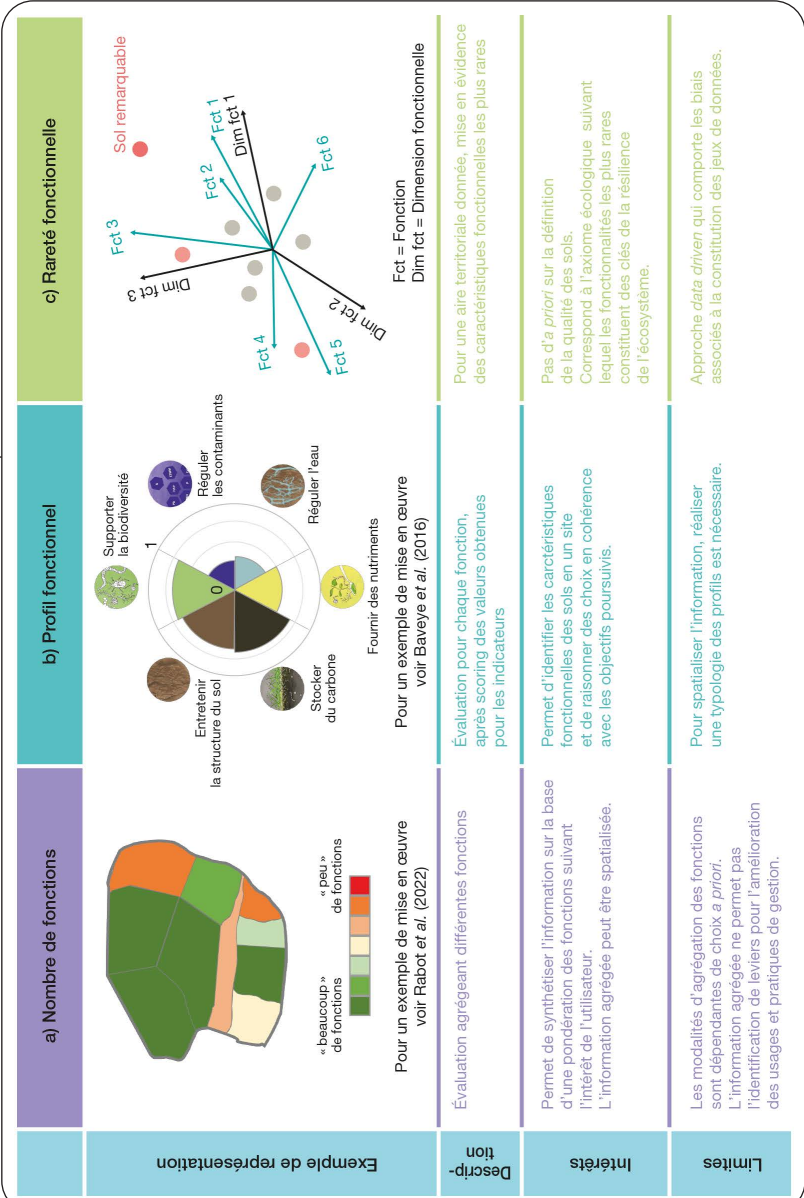 a) Nombre de fonctions
b) Profil fonctionnel
c) Rareté fonctionnelle
Exemple de représentation
« beaucoup »
de fonctions
« peu »
de fonctions
Pour un exemple de mise en œuvre
voir Rabot et al. (2022)
Supporter
la biodiversité
1
Réguler
les contaminants
0
Réguler l'eau
Entretenir
la structure du sol
Stocker
du carbone
Fournir des nutriments
Pour un exemple de mise en œuvre
voir Baveye et al. (2016)
Sol remarquable
Fct 3
Dim fct 3
Fct 2
Fct 1
Dim fct 1
Fct 4
Fct 6
Fct 5
Dim fct 2
Fct = Fonction
Dim fct = Dimension fonctionnelle
Descrip-
tion
Évaluation agrégeant différentes fonctions
Évaluation pour chaque fonction,
après scoring des valeurs obtenues
pour les indicateurs
Pour une aire territoriale donnée, mise en évidence
des caractéristiques fonctionnelles les plus rares
Intérêts
Permet de synthétiser l'information sur la base
d'une pondération des fonctions suivant
l'intérêt de l'utilisateur.
L'information agrégée peut être spatialisée.
Permet d'identifier les carctéristiques
fonctionnelles des sols en un site
et de raisonner des choix en cohérence
avec les objectifs poursuivis.
Pas d'a priori sur la définition
de la qualité des sols.
Correspond à l'axiome écologique suivant
lequel les fonctionnalités les plus rares
constituent des clés de la résilience
de l'écosystème.
Limites
Les modalités d'agrégation des fonctions
sont dépendantes de choix a priori.
L'information agrégée ne permet pas
l'identification de leviers pour l'amélioration
des usages et pratiques de gestion.
Pour spatialiser l'information, réaliser
une typologie des profils est nécessaire.
Approche data driven qui comporte les biais
associés à la constitution des jeux de données.